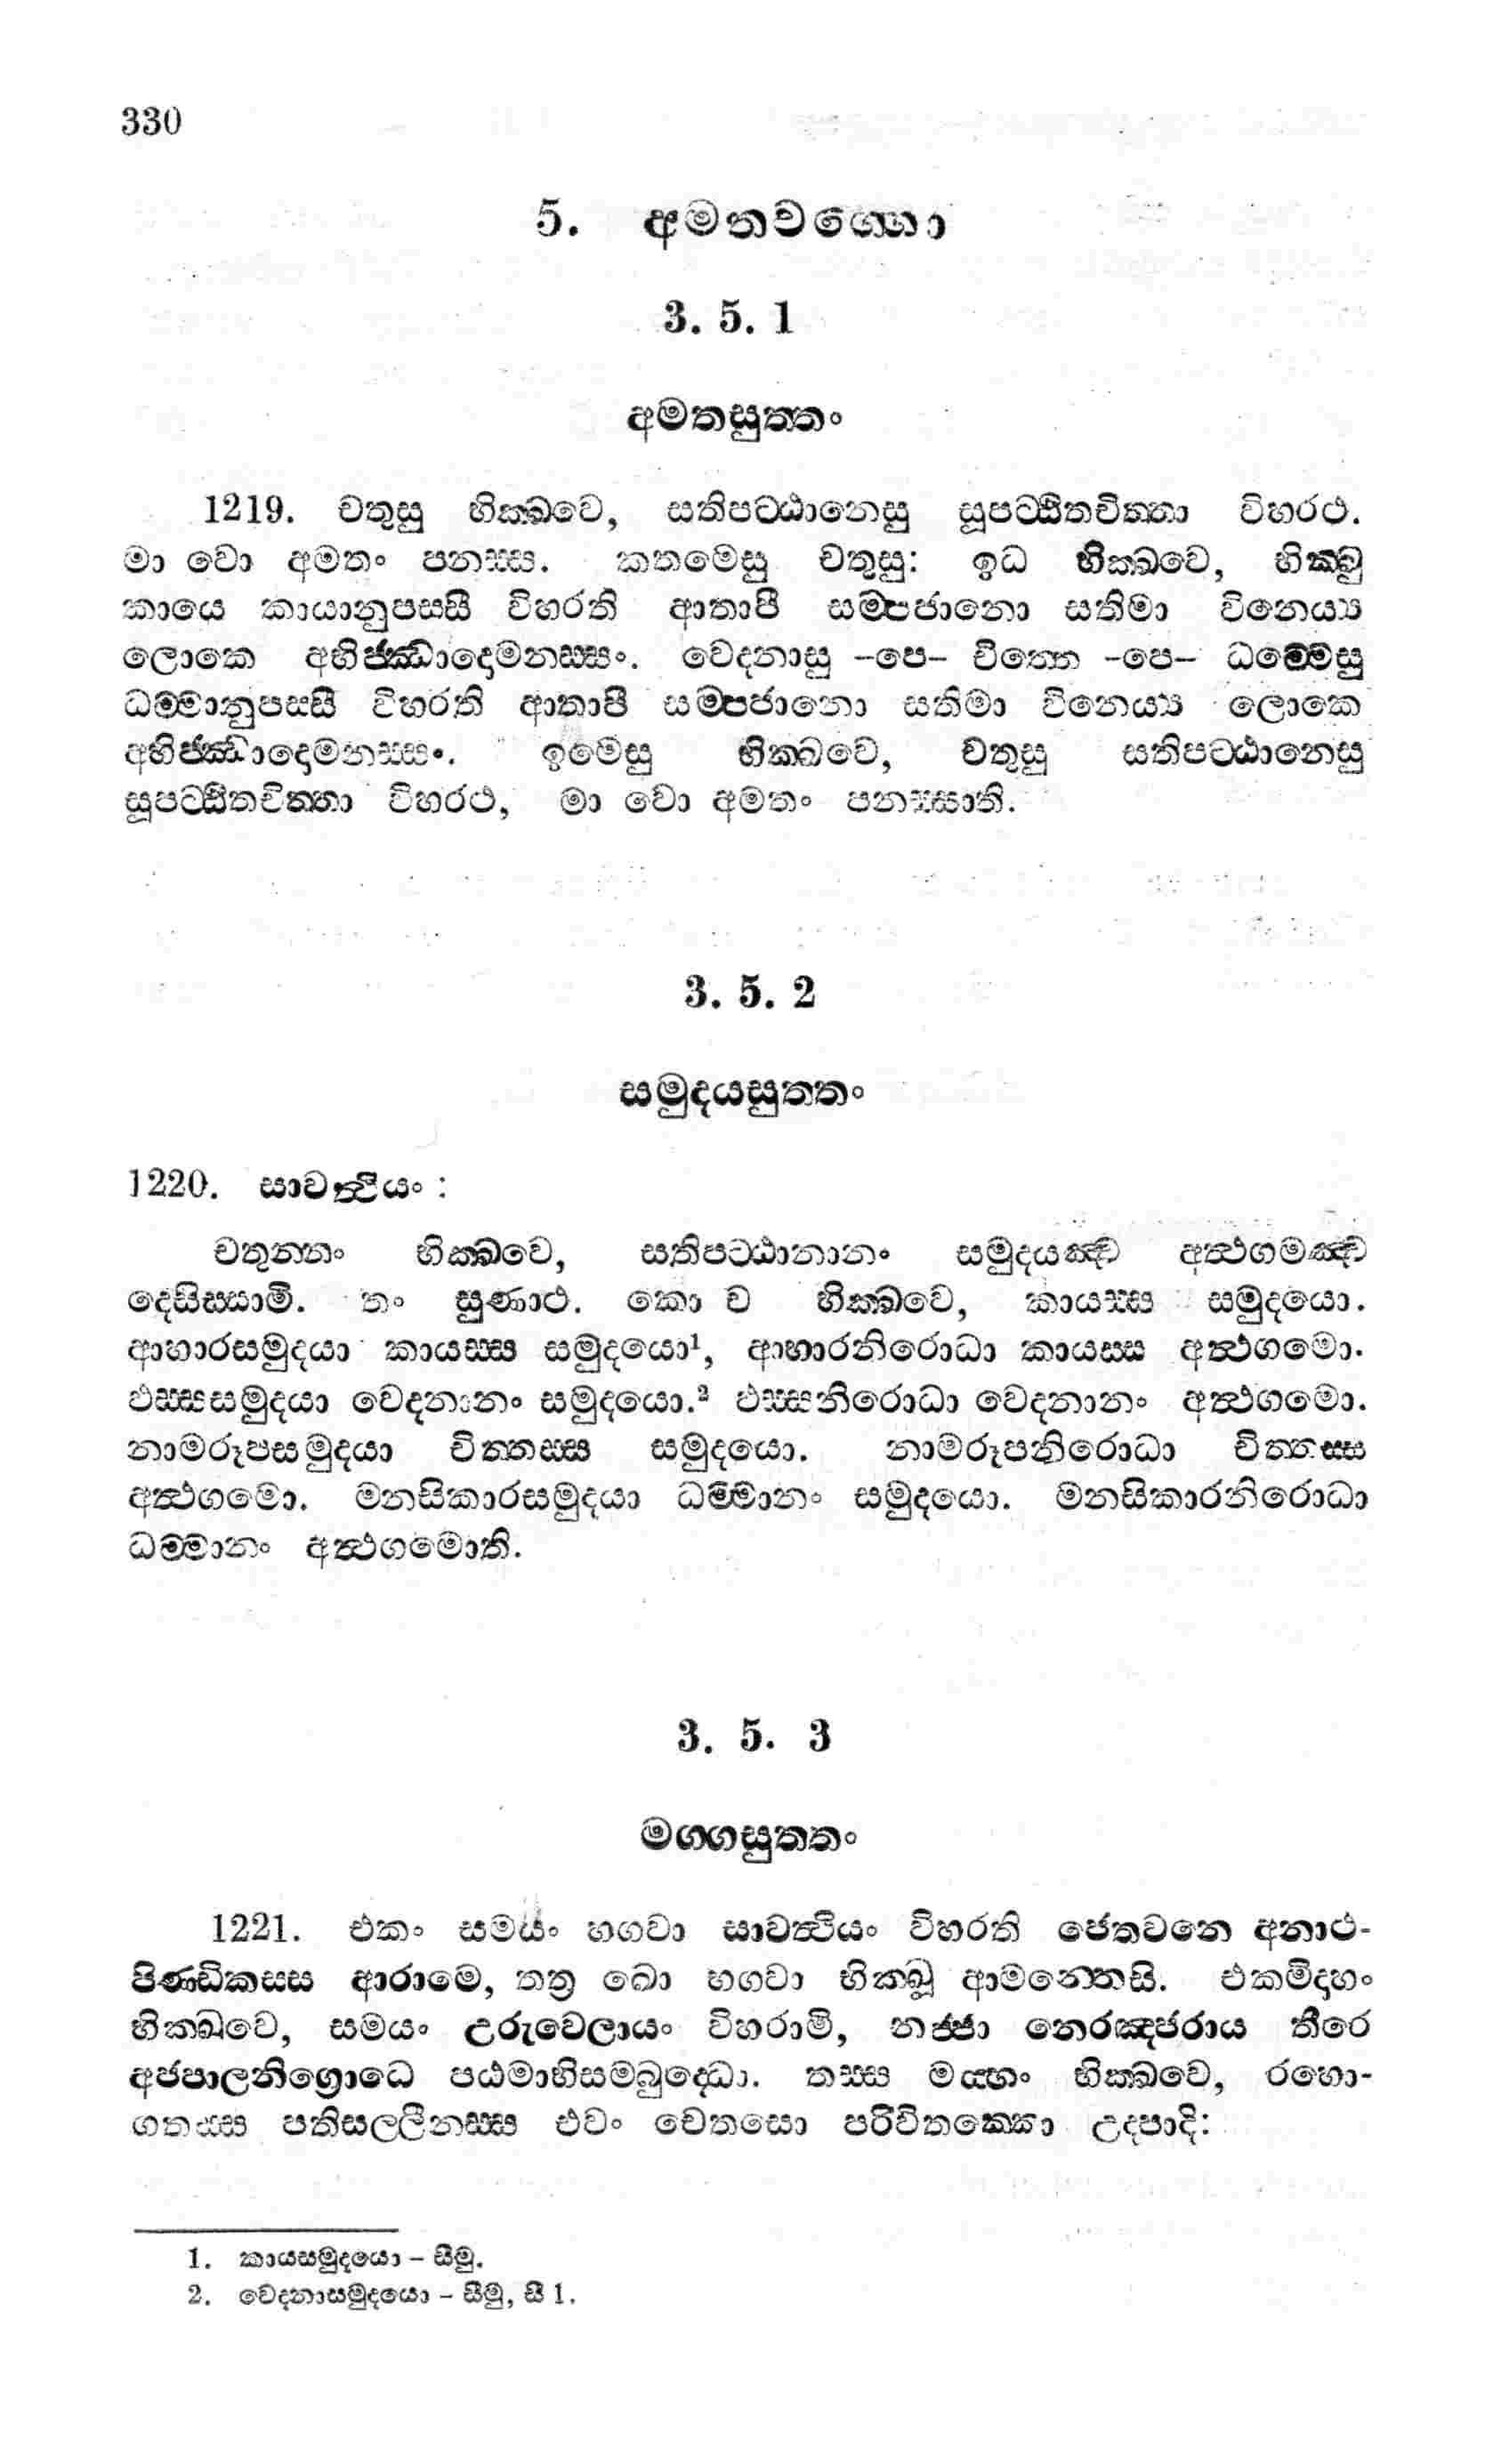 330
5. අමතවග්ගො
3. 5. 1
අමතසුත්තං
1219. චතුසු භික්ඛවෙ, සතිපට්ඨානෙසු සූපට්ඨිතචිත්තා විහරථ.
මා වො අමතං පනස්ස. කතමෙසු චතුසු: ඉධ භික්ඛවෙ, භික්ඛු
කායෙ කායානුපස්සී විහරති ආතාපී සම්පජානො සතිමා විනෙය්‍ය
ලොකෙ අභිජ්ඣාදොමනස්සං. වෙදනාසු -පෙ- චිත්තෙ -පෙ- ධම්මෙසු
ධම්මානුපස්සී විහරති ආතාපී සම්පජානො සතිමා විනෙය්‍ය ලොකෙ
අභිජ්ඣාදොමනස්සං. ඉමෙසු භික්ඛවෙ, චතුසු සතිපට්ඨානෙසු
සූපට්ඨිතචිත්තා විහරථ, මා වො අමතං පනස්සාති.
3. 5. 2
සමුදයසුත්තං
1220. සාවත්ථියං :
චතුන්නං භික්ඛවෙ, සතිපට්ඨානානං සමුදයඤ්ච අත්ථගමඤ්ච
දෙසිස්සාමි. තං සුණාථ. කො ච භික්ඛවෙ, කායස්ස සමුදයො.
ආහාරසමුදයා කායස්ස සමුදයො1, ආහාරනිරොධා කායස්ස අත්ථගමො.
ඵස්සසමුදයා වෙදනානං සමුදයො.2 ඵස්සනිරොධා වෙදනානං අත්ථගමො.
නාමරූපසමුදයා චිත්තස්ස සමුදයො. නාමරූපනිරොධා චිත්තස්ස
අත්ථගමො. මනසිකාරසමුදයා ධම්මානං සමුදයො. මනසිකාරනිරොධා
ධම්මානං අත්ථගමොති.
3. 5. 3
මග්ගසුත්තං
1221. එකං සමයං භගවා සාවත්ථියං විහරති ජෙතවනෙ අනාථ-
පිණ්ඩිකස්ස ආරාමෙ, තත්‍ර ඛො භගවා භික්ඛූ ආමන්තෙසි. එකමිදාහං
භික්ඛවෙ, සමයං උරුවෙලායං විහරාමි, නජ්ජා නෙරඤ්ජරාය තීරෙ
අජපාලනිග්‍රොධෙ පඨමාභිසම්බුද්ධො. තස්ස මය්හං භික්ඛවෙ, රහො-
ගතස්ස පතිසල්ලීනස්ස එවං චෙතසො පරිවිතක්කො උදපාදි:
1. කායසමුදයො – සීමු.
2. වෙදනාසමුදයො – සීමු, සී 1.